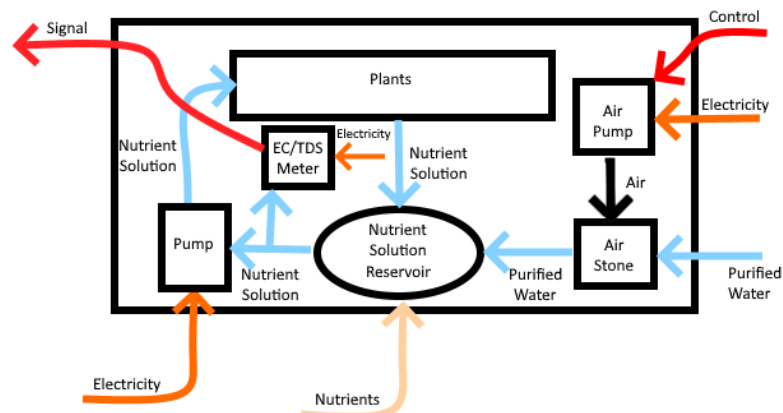 Signal
Control
Plants
Air
Pump
Electricity
Nutrient
Solution
EC/TDS
Meter
Electricity
Nutrient
Solution
Air
Pump
Nutrient
Solution
Nutrient
Solution
Reservoir
Purified
Water
Air
Stone
Purified
Water
Electricity
Nutrients